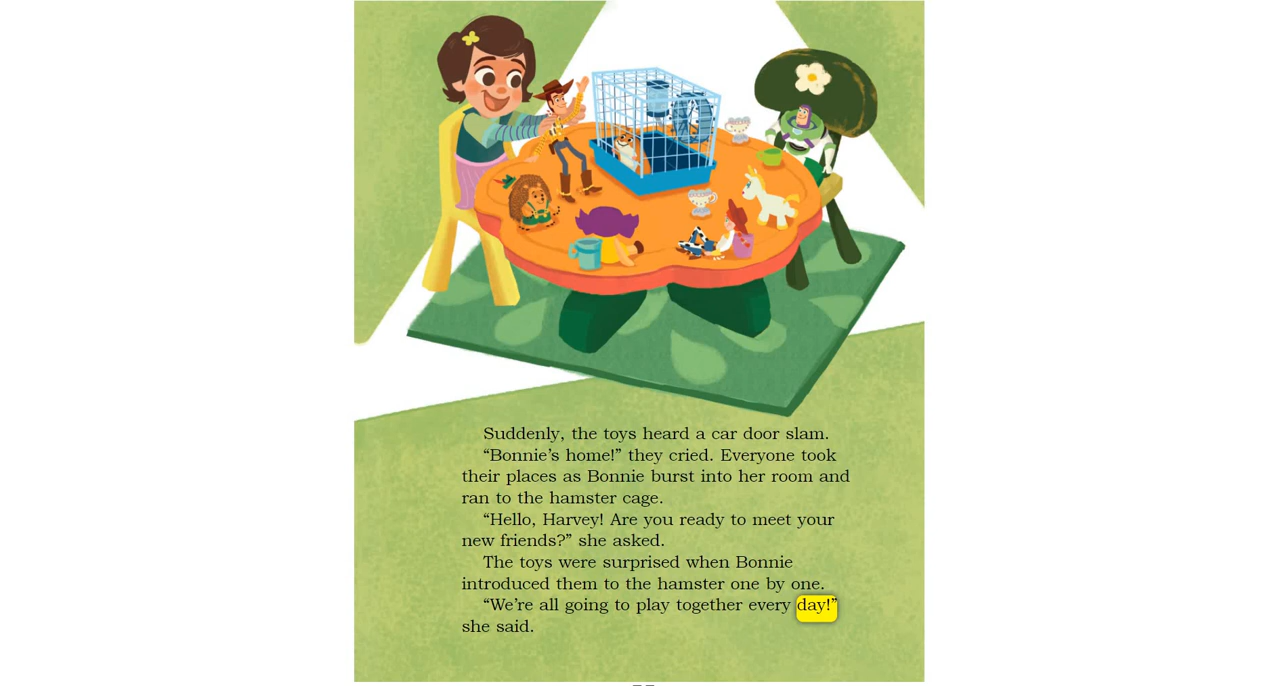 Suddenly, the toys heard a car door slam.
“Bonnie’s home!” they cried. Everyone took
their places as Bonnie burst into her room and
ran to the hamster cage.
“Hello, Harvey! Are you ready to meet your
new friends?” she asked.
The toys were surprised when Bonnie
introduced them to the hamster one by one.
“We’re all going to play together every day!”
she said.